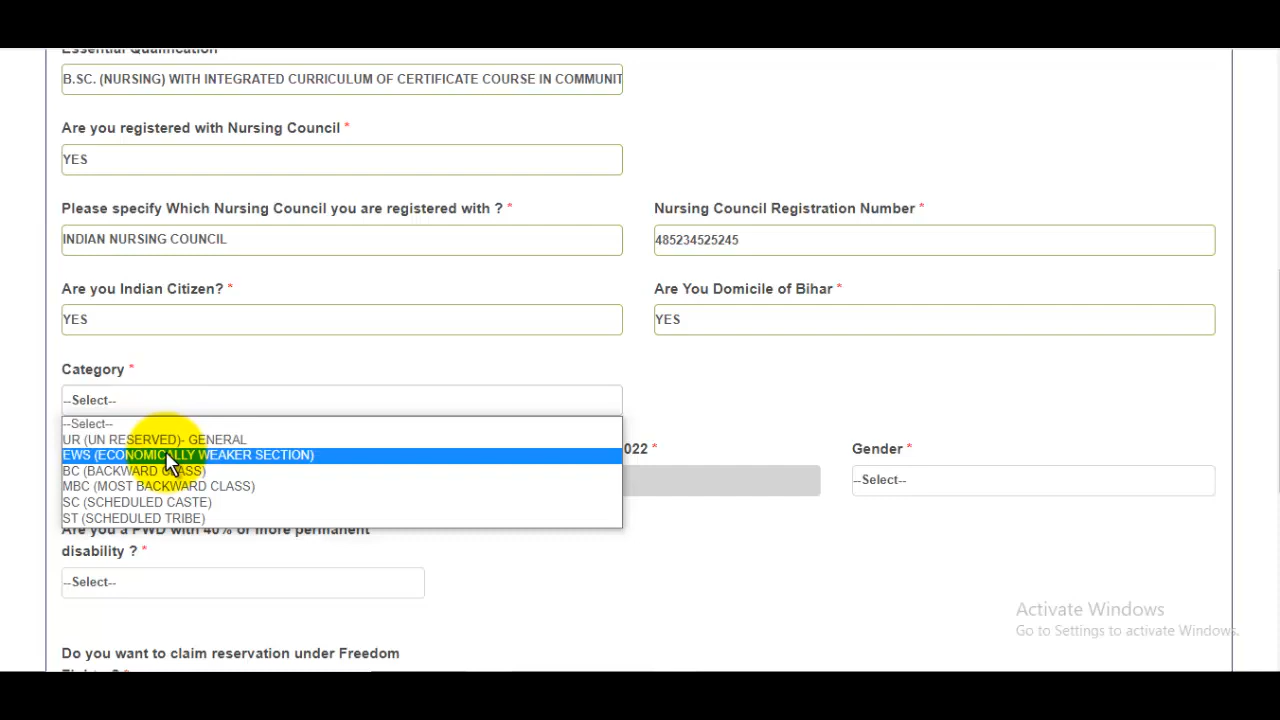 Essential Qualification
B.SC. (NURSING) WITH INTEGRATED CURRICULUM OF CERTIFICATE COURSE IN COMMUNIT
Are you registered with Nursing Council *
YES
Please specify Which Nursing Council you are registered with ? *
Nursing Council Registration Number *
INDIAN NURSING COUNCIL
485234525245
Are you Indian Citizen? *
Are You Domicile of Bihar *
YES
YES
Category *
--Select--
--Select--
UR (UN RESERVED)- GENERAL
EWS (ECONOMICALLY WEAKER SECTION)
BC (BACKWARD CLASS)
MBC (MOST BACKWARD CLASS)
SC (SCHEDULED CASTE)
ST (SCHEDULED TRIBE)
022 *
Gender *
--Select--
Are you a PWD with 40% or more permanent
disability ? *
--Select--
Activate Windows
Go to Settings to activate Windows.
Do you want to claim reservation under Freedom